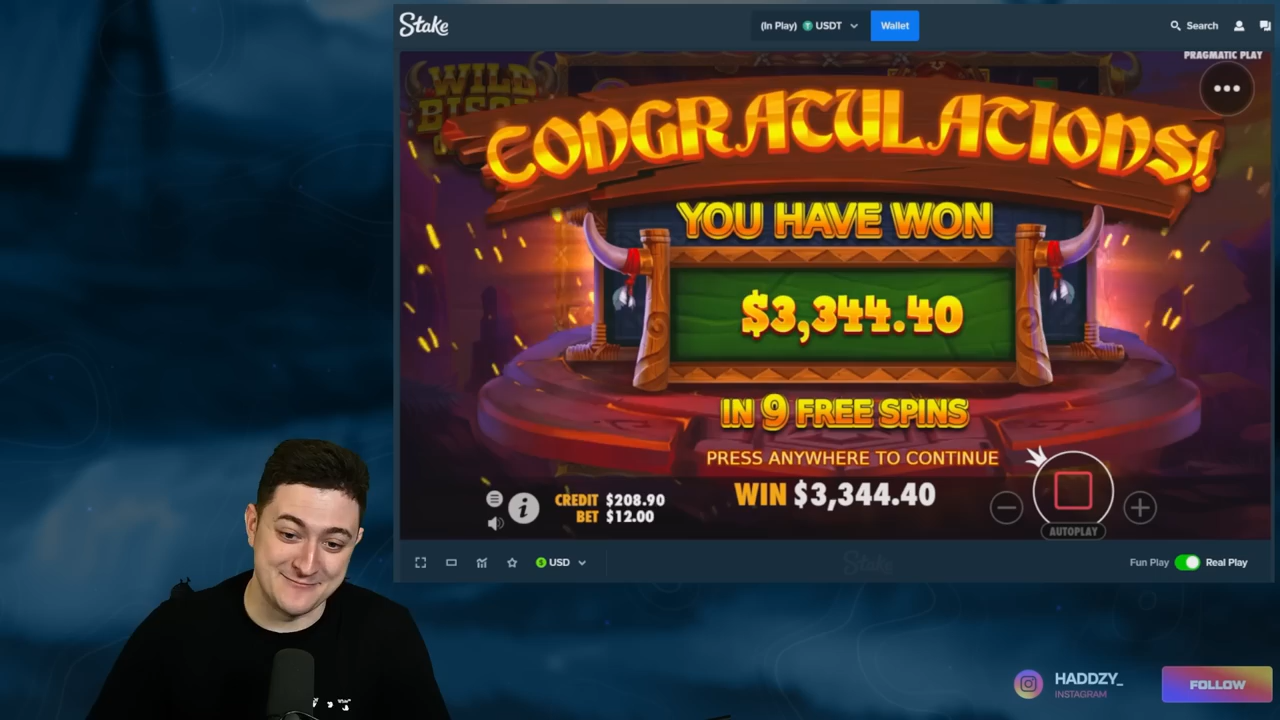 Stake
(In Play) USDT
Wallet
Search
PRAGMATIC PLAY
WILD
CONGRATULATIONS!
YOU HAVE WON
$3,344.40
IN 9 FREE SPINS
PRESS ANYWHERE TO CONTINUE
WIN $3,344.40
CREDIT $208.90
BET $12.00
AUTOPLAY
USD
Stake
Fun Play Real Play
HADDZY_
INSTAGRAM
FOLLOW